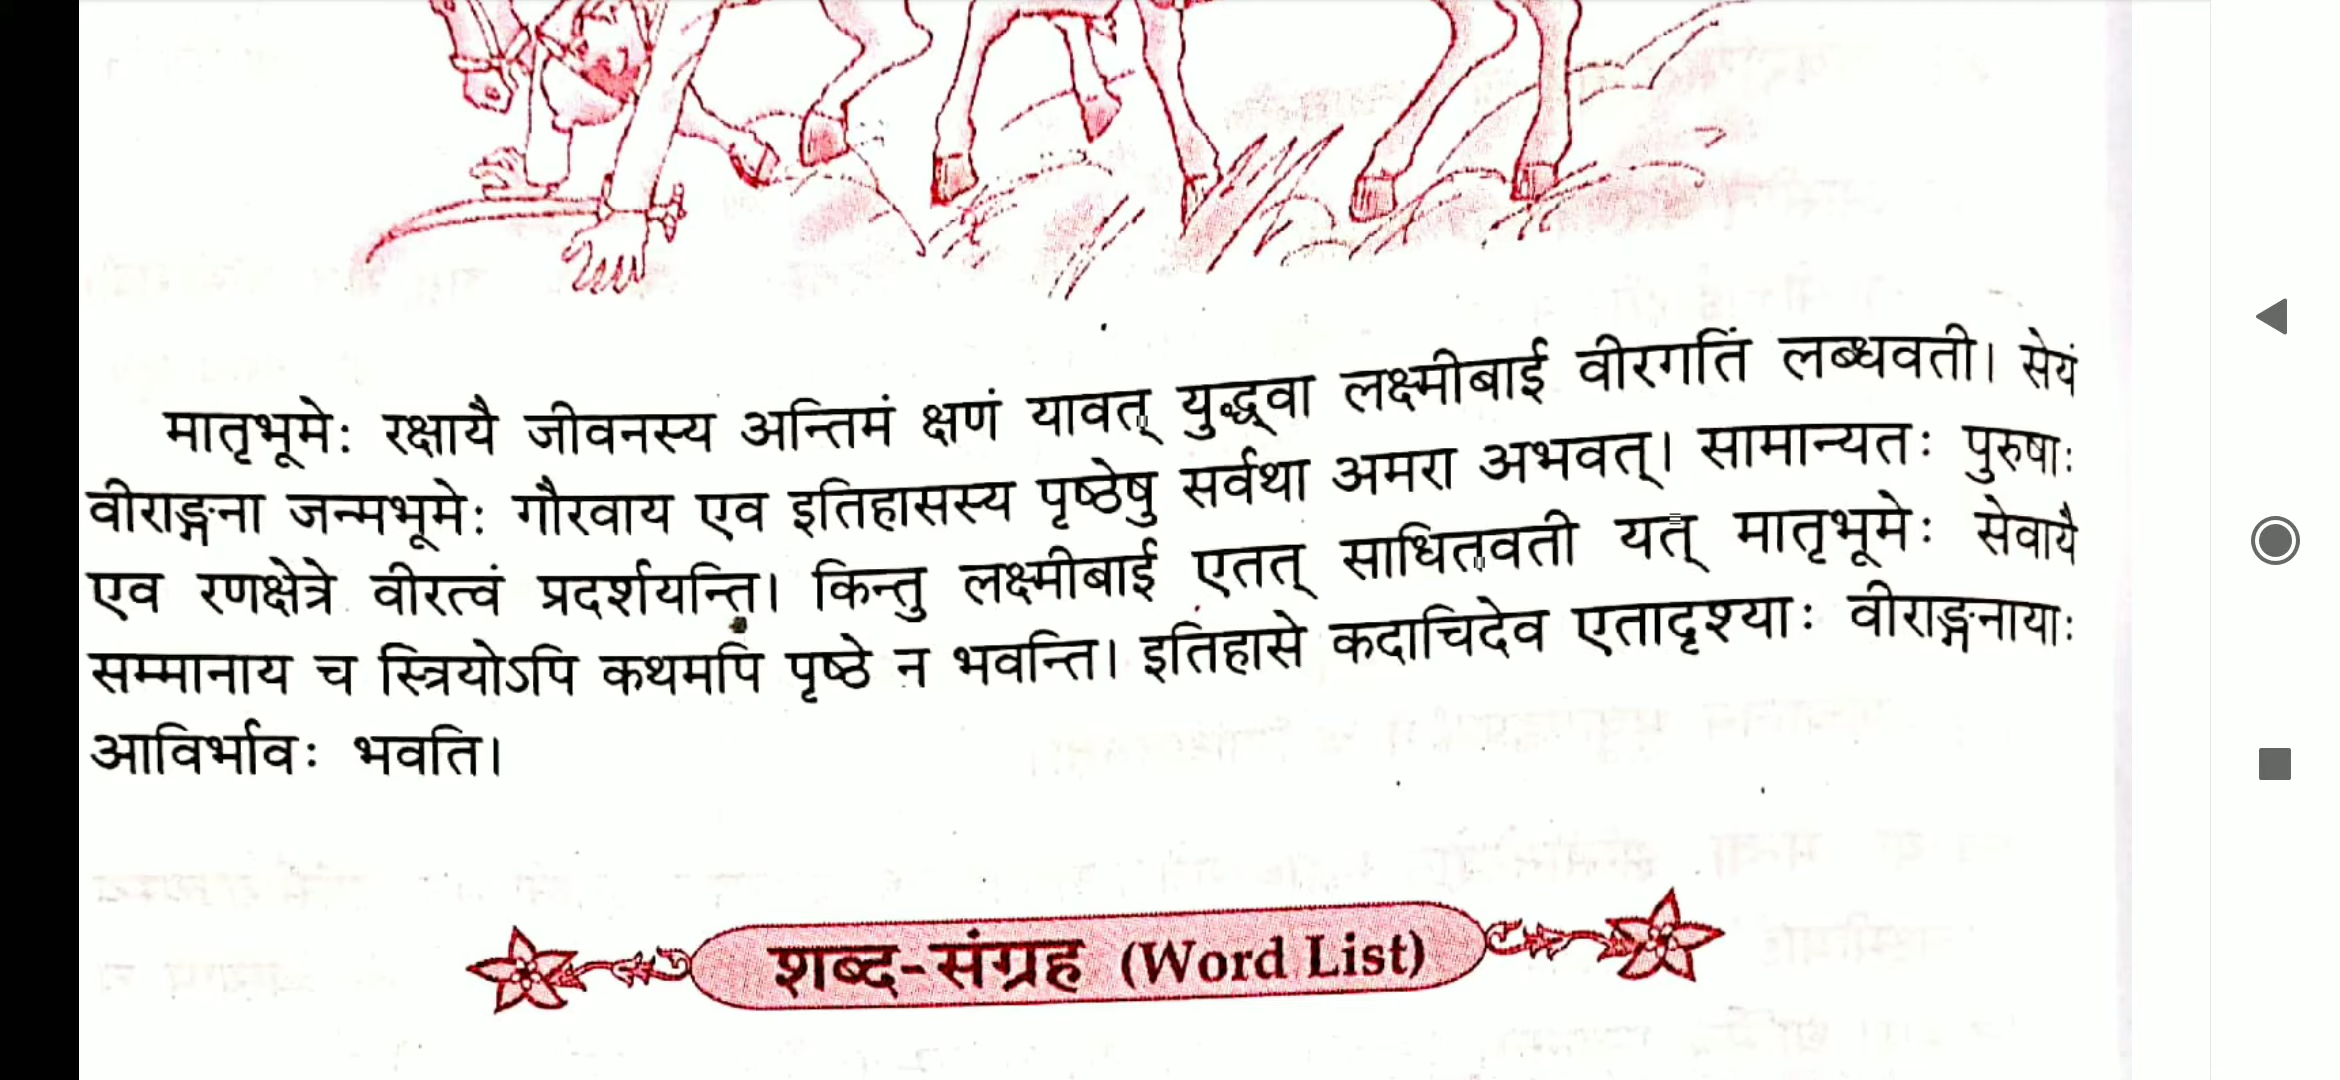 मातृभूमेः रक्षायै जीवनस्य अन्तिमं क्षणं यावत् युद्ध्वा लक्ष्मीबाई वीरगतिं लब्धवती। सेयं
वीराङ्गना जन्मभूमेः गौरवाय एव इतिहासस्य पृष्ठेषु सर्वथा अमरा अभवत्। सामान्यतः पुरुषाः
एव रणक्षेत्रे वीरत्वं प्रदर्शयन्ति। किन्तु लक्ष्मीबाई एतत् साधितवती यत् मातृभूमेः सेवायै
सम्मानाय च स्त्रियोऽपि कथमपि पृष्ठे न भवन्ति। इतिहासे कदाचिदेव एतादृश्याः वीराङ्गनायाः
आविर्भावः भवति।
शब्द-संग्रह (Word List)